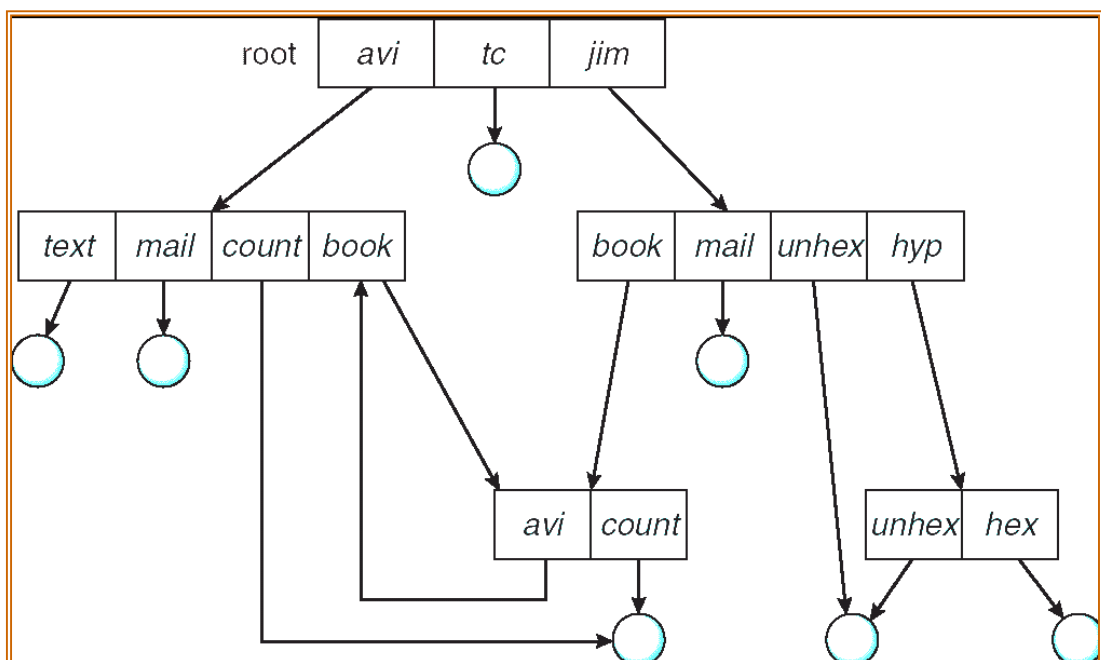 root avi tc jim
text mail count book book mail unhex hyp
avi count unhex hex